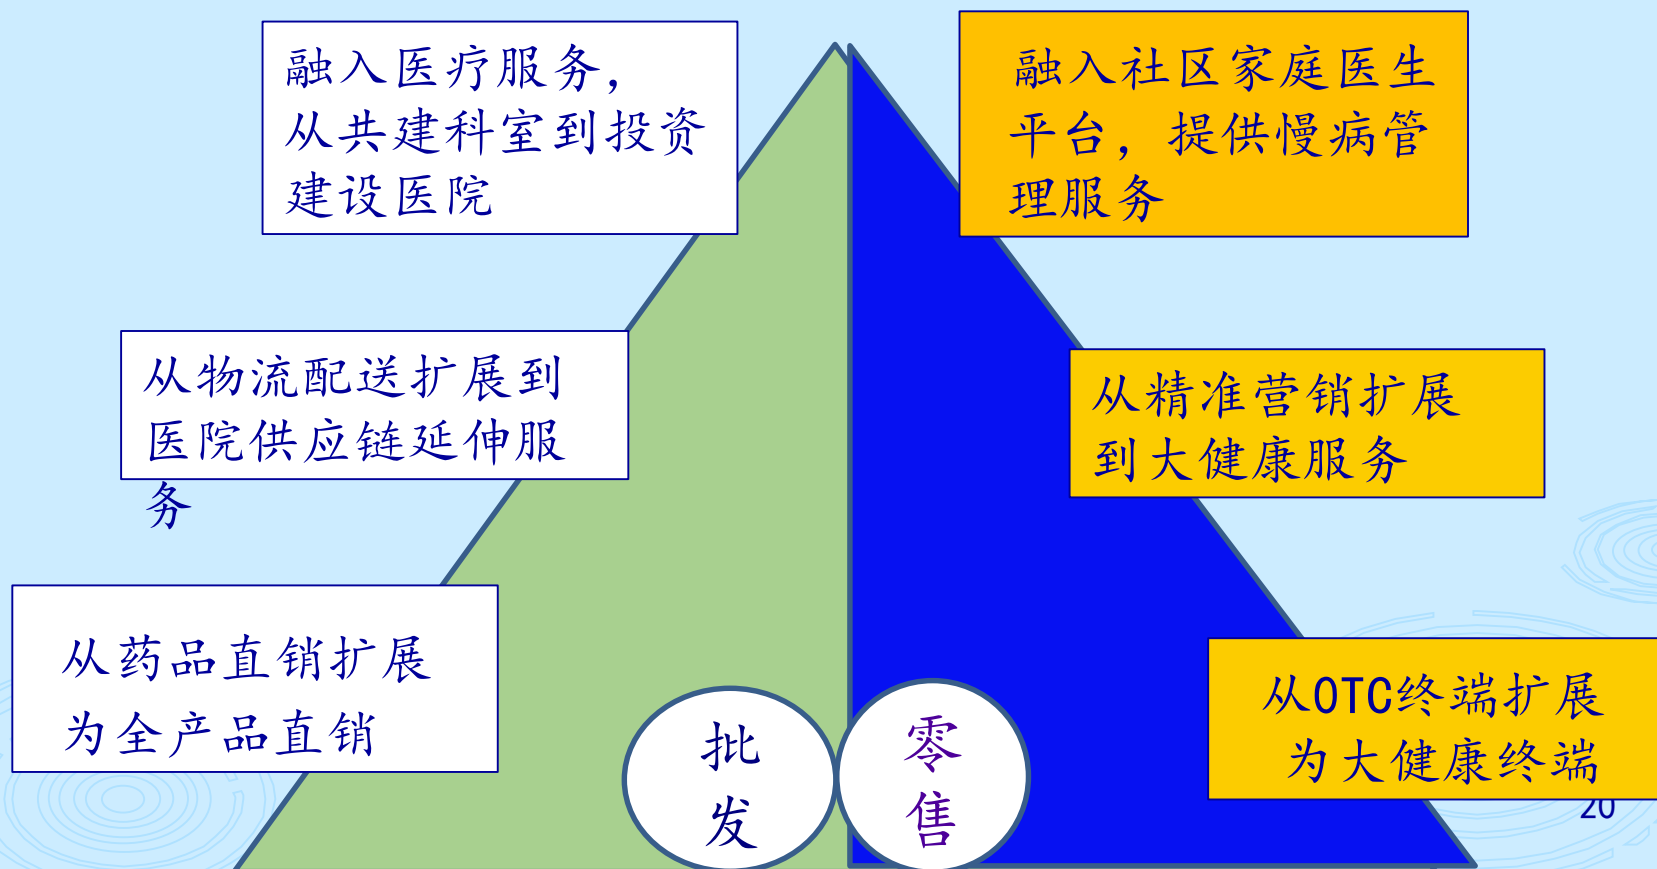 融入医疗服务，
从共建科室到投资
建设医院
融入社区家庭医生
平台，提供慢病管
理服务
从物流配送扩展到
医院供应链延伸服
务
从精准营销扩展
到大健康服务
从药品直销扩展
为全产品直销
从OTC终端扩展
为大健康终端
批
发
零
售
20